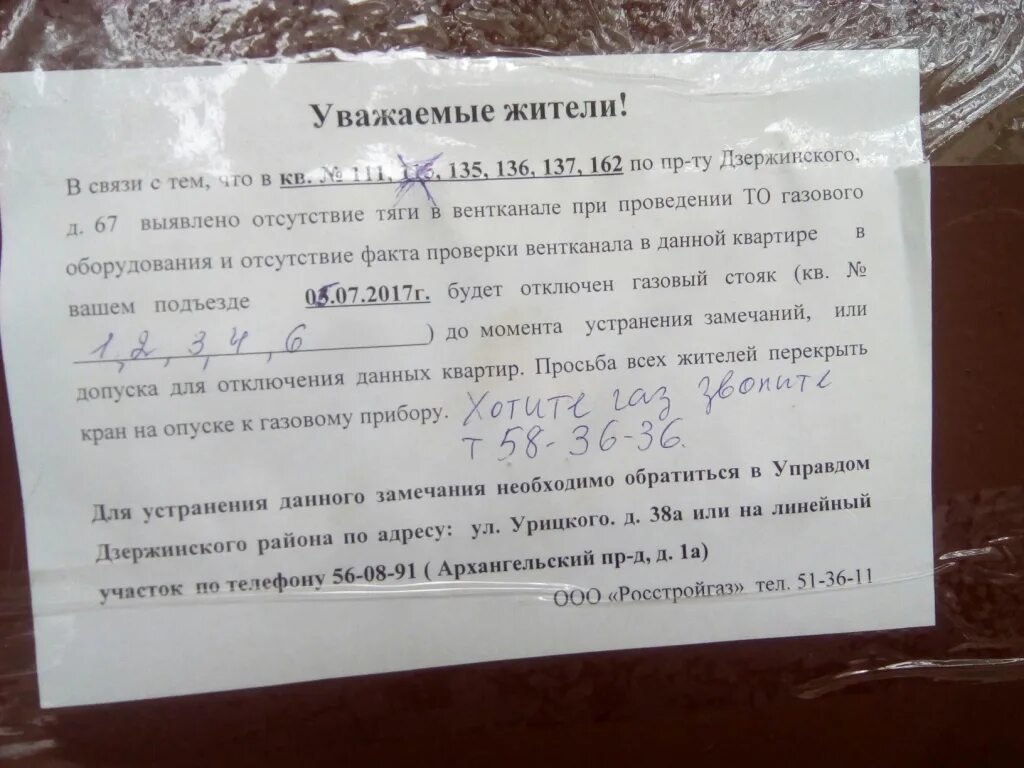 Уважаемые жители!
В связи с тем, что в кв. № 111, 135, 136, 137, 162 по пр-ту Дзержинского,
д. 67 выявлено отсутствие тяги в вентканале при проведении ТО газового
оборудования и отсутствие факта проверки вентканала в данной квартире в
вашем подъезде .07.2017г. будет отключен газовый стояк (кв. №
1, 2, 3, 4, 6 ) до момента устранения замечаний, или
допуска для отключения данных квартир. Просьба всех жителей перекрыть
кран на опуске к газовому прибору. Хотите газ звоните
т 58-36-36.
Для устранения данного замечания необходимо обратиться в Управдом
Дзержинского района по адресу: ул. Урицкого. д. 38а или на линейный
участок по телефону 56-08-91 ( Архангельский пр-д, д. 1а)
ООО «Росстройгаз» тел. 51-36-11